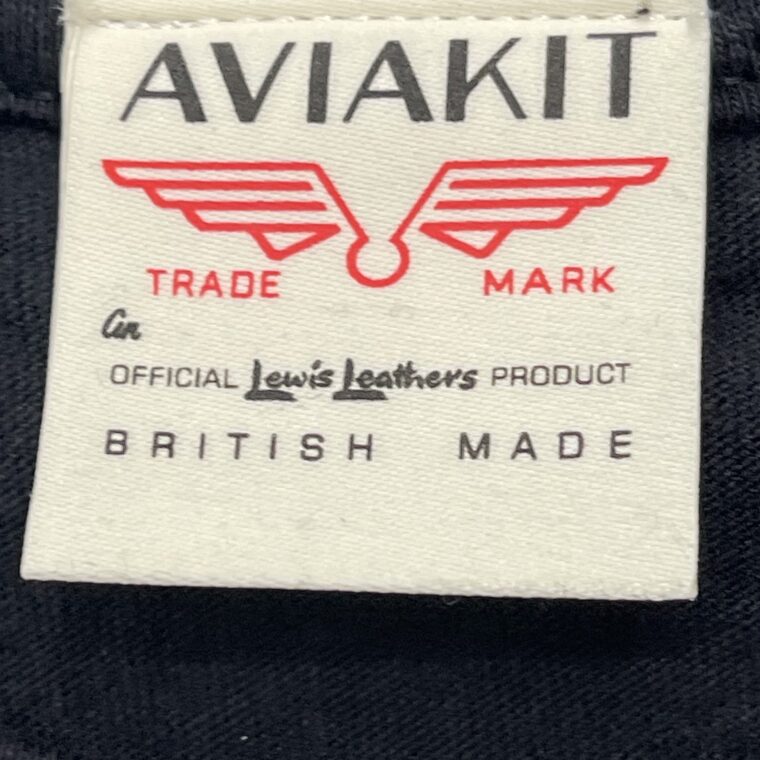 AVIAKIT
TRADE MARK
An
OFFICIAL Lewis Leathers PRODUCT
BRITISH MADE